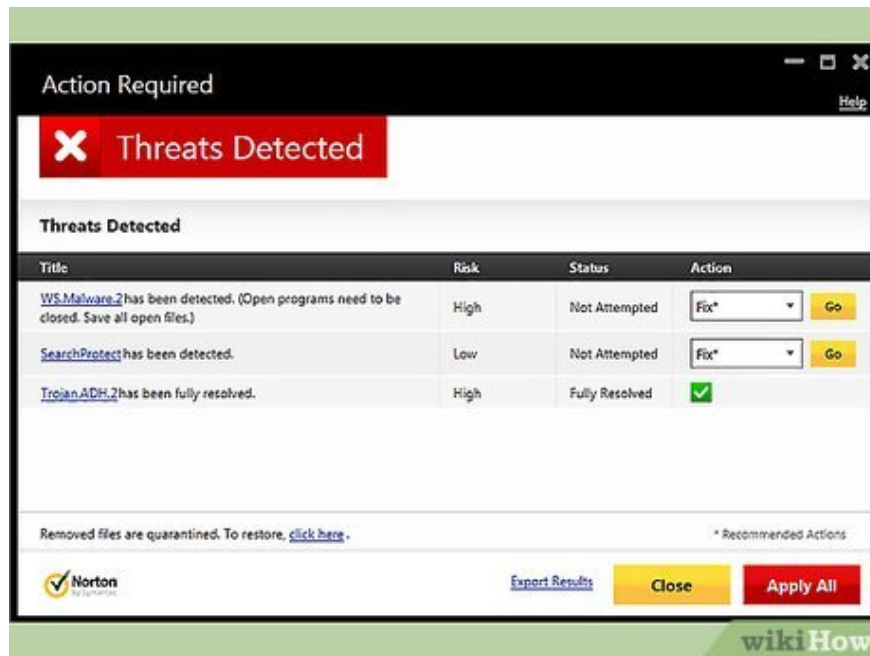 Action Required
Help
Threats Detected
Threats Detected
Title Risk Status Action
WS.Malware.2 has been detected. (Open programs need to be
closed. Save all open files.)
High Not Attempted Fix* Go
SearchProtect has been detected. Low Not Attempted Fix* Go
Trojan.ADH.2 has been fully resolved. High Fully Resolved
Removed files are quarantined. To restore, click here. * Recommended Actions
Norton
by Symantec
Export Results Close Apply All
wikiHow